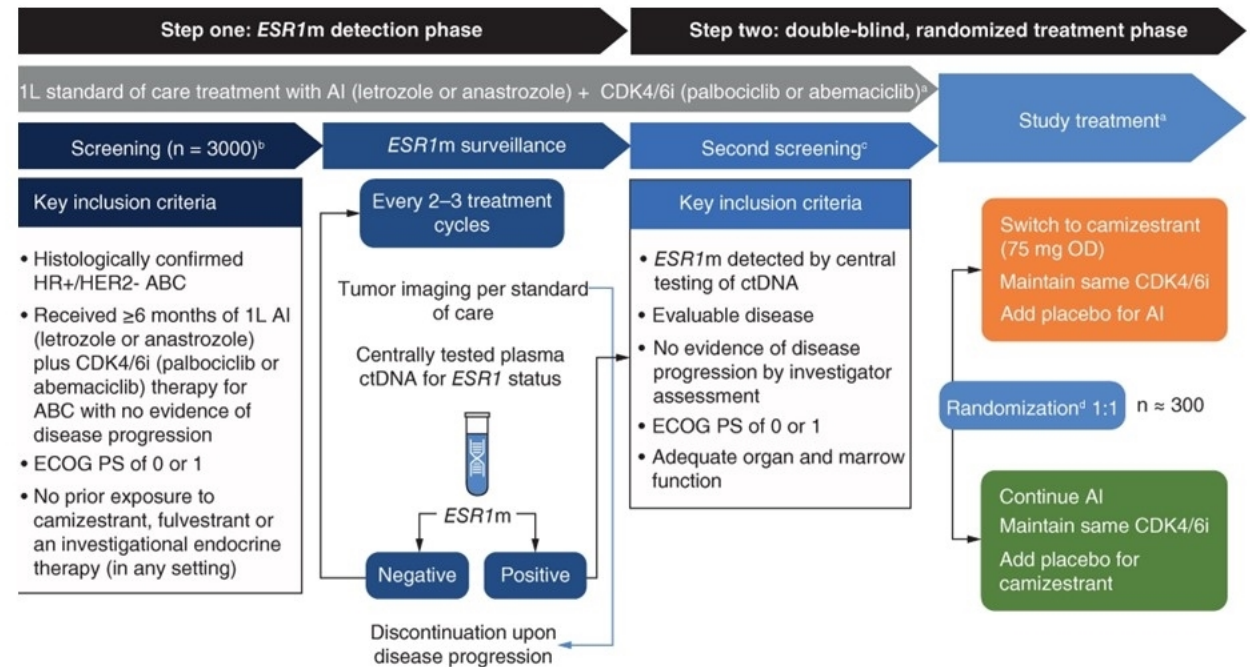 Step one: ESR1m detection phase
Step two: double-blind, randomized treatment phase
1L standard of care treatment with AI (letrozole or anastrozole) + CDK4/6i (palbociclib or abemaciclib)ᵃ
Study treatmentᵃ
Screening (n = 3000)ᵇ
ESR1m surveillance
Second screeningᶜ
Key inclusion criteria
• Histologically confirmed
HR+/HER2- ABC
• Received ≥6 months of 1L AI
(letrozole or anastrozole)
plus CDK4/6i (palbociclib or
abemaciclib) therapy for
ABC with no evidence of
disease progression
• ECOG PS of 0 or 1
• No prior exposure to
camizestrant, fulvestrant or
an investigational endocrine
therapy (in any setting)
Every 2–3 treatment
cycles
Tumor imaging per standard
of care
Centrally tested plasma
ctDNA for ESR1 status
ESR1m
Negative
Positive
Discontinuation upon
disease progression
Key inclusion criteria
• ESR1m detected by central
testing of ctDNA
• Evaluable disease
• No evidence of disease
progression by investigator
assessment
• ECOG PS of 0 or 1
• Adequate organ and marrow
function
Switch to camizestrant
(75 mg OD)
Maintain same CDK4/6i
Add placebo for AI
Randomizationᵈ 1:1
n ≈ 300
Continue AI
Maintain same CDK4/6i
Add placebo for
camizestrant